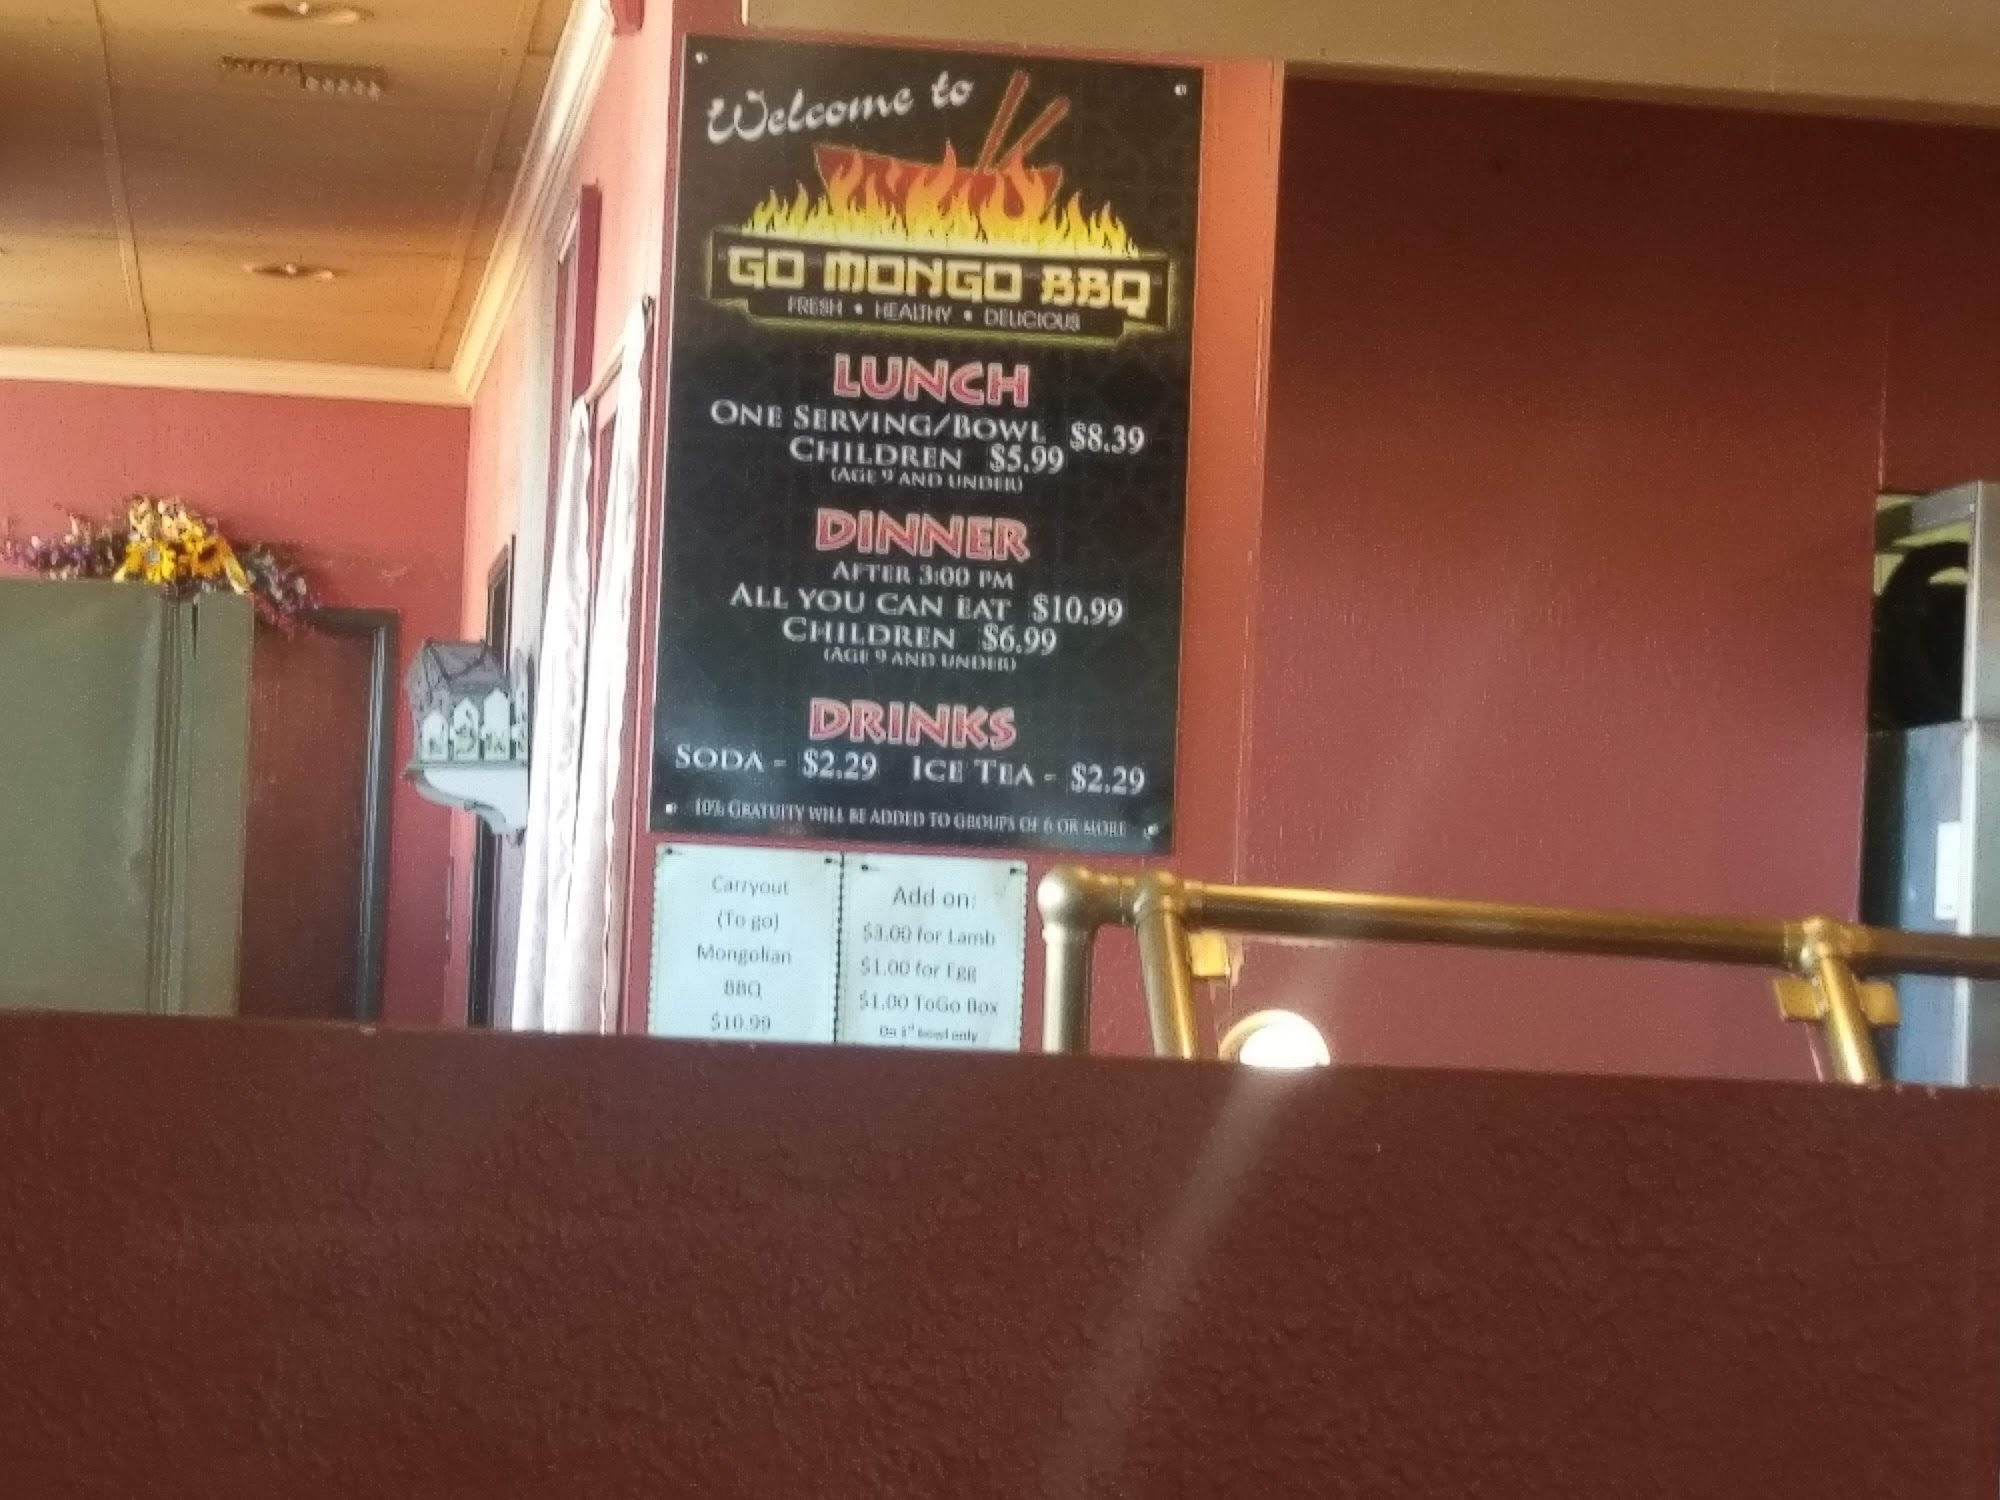 Welcome to
GO MONGO BBQ
FRESH • HEALTHY • DELICIOUS
LUNCH
ONE SERVING/BOWL $8.39
CHILDREN $5.99
(AGE 9 AND UNDER)
DINNER
AFTER 3:00 PM
ALL YOU CAN EAT $10.99
CHILDREN $6.99
(AGE 9 AND UNDER)
DRINKS
SODA - $2.29 ICE TEA - $2.29
10% GRATUITY WILL BE ADDED TO GROUPS OF 6 OR MORE
Carryout
(To go)
Mongolian
BBQ
$10.99
Add on:
$3.00 for Lamb
$1.00 for Egg
$1.00 ToGo Box
On 1st bowl only